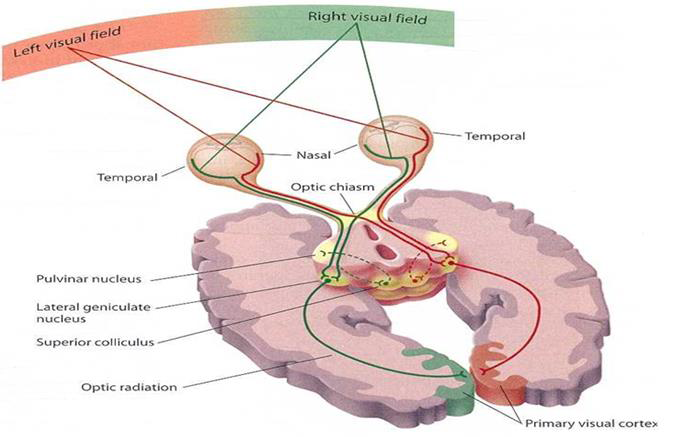 Right visual field
Left visual field
Temporal
Nasal
Temporal
Optic chiasm
Pulvinar nucleus
Lateral geniculate
nucleus
Superior colliculus
Optic radiation
Primary visual cortex